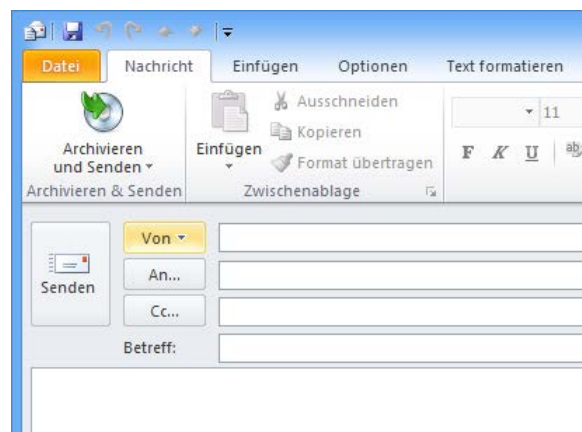 Datei Nachricht Einfügen Optionen Text formatieren
Archivieren
und Senden
Einfügen
Ausschneiden
Kopieren
Format übertragen
11
F K U ab
Archivieren & Senden Zwischenablage
Senden
Von
An...
Cc...
Betreff: